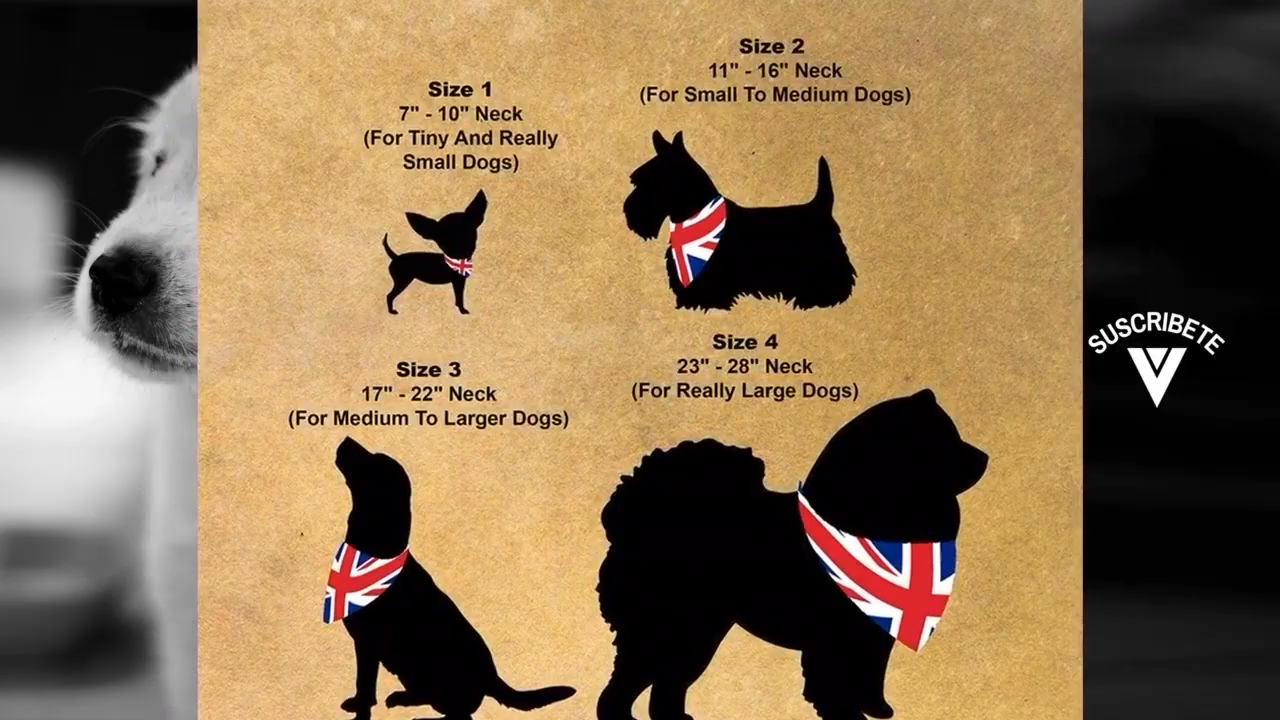 Size 1
7" - 10" Neck
(For Tiny And Really
Small Dogs)
Size 2
11" - 16" Neck
(For Small To Medium Dogs)
Size 3
17" - 22" Neck
(For Medium To Larger Dogs)
Size 4
23" - 28" Neck
(For Really Large Dogs)
SUSCRIBETE